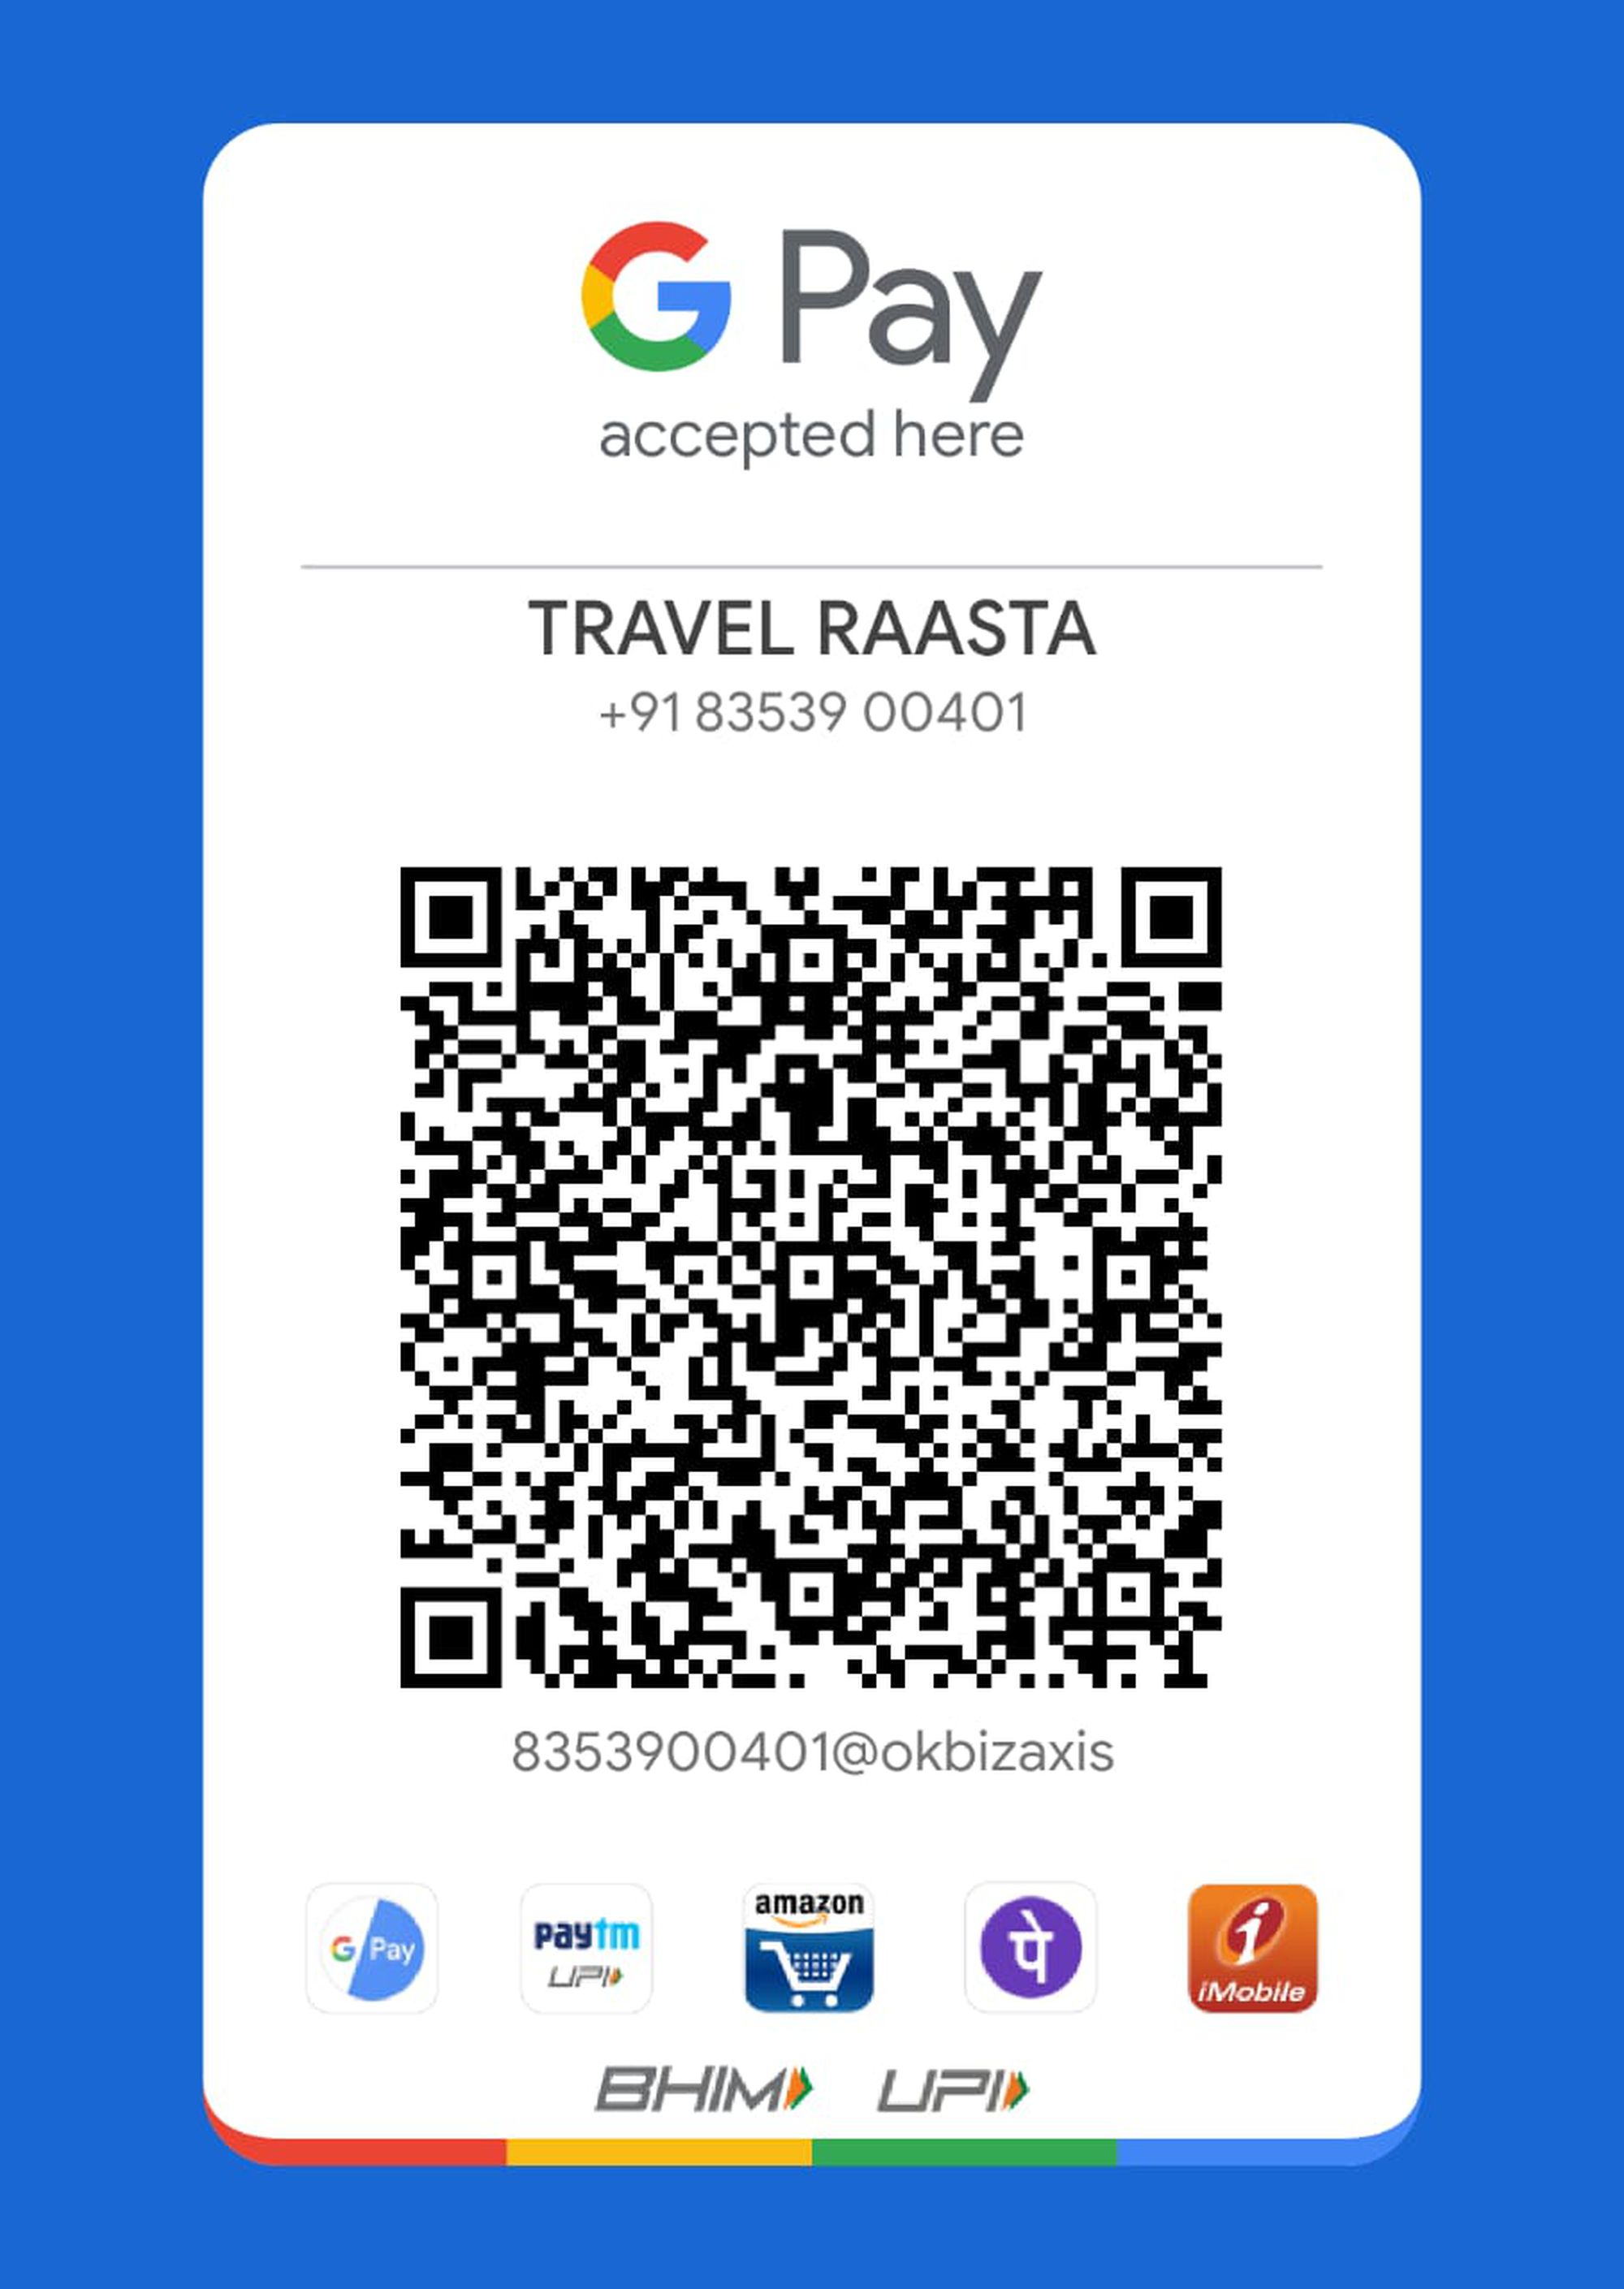 G Pay
accepted here
TRAVEL RAASTA
+91 83539 00401
8353900401@okbizaxis
G Pay
paytm
UPI
amazon
पे
i
iMobile
BHIM UPI